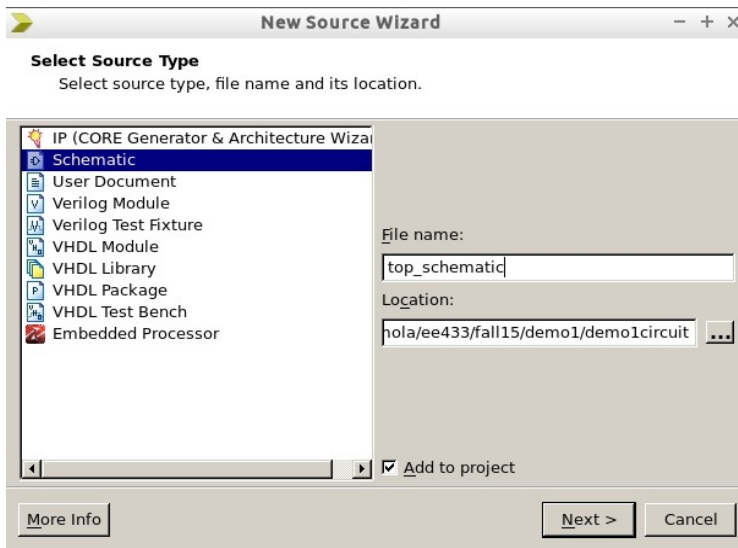 New Source Wizard
Select Source Type
Select source type, file name and its location.
IP (CORE Generator & Architecture Wizar
Schematic
User Document
Verilog Module
Verilog Test Fixture
VHDL Module
VHDL Library
VHDL Package
VHDL Test Bench
Embedded Processor
File name:
top_schematic
Location:
nola/ee433/fall15/demo1/demo1circuit
...
Add to project
More Info
Next >
Cancel